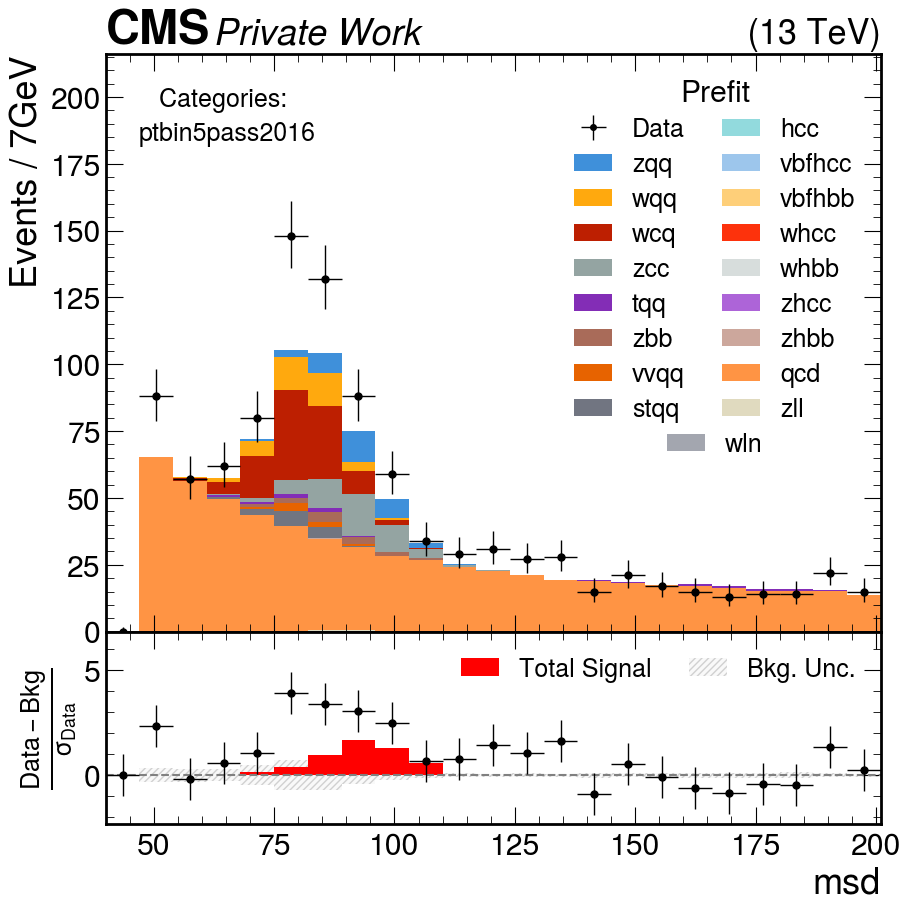 CMS Private Work (13 TeV)
Events / 7GeV
200
175
150
125
100
75
50
25
0
Categories:
ptbin5pass2016
Prefit
Data hcc
zqq vbfhcc
wqq vbfhbb
wcq whcc
zcc whbb
tqq zhcc
zbb zhbb
vvqq qcd
stqq zll
wln
Data – Bkg
σData
5
0
Total Signal Bkg. Unc.
50 75 100 125 150 175 200
msd